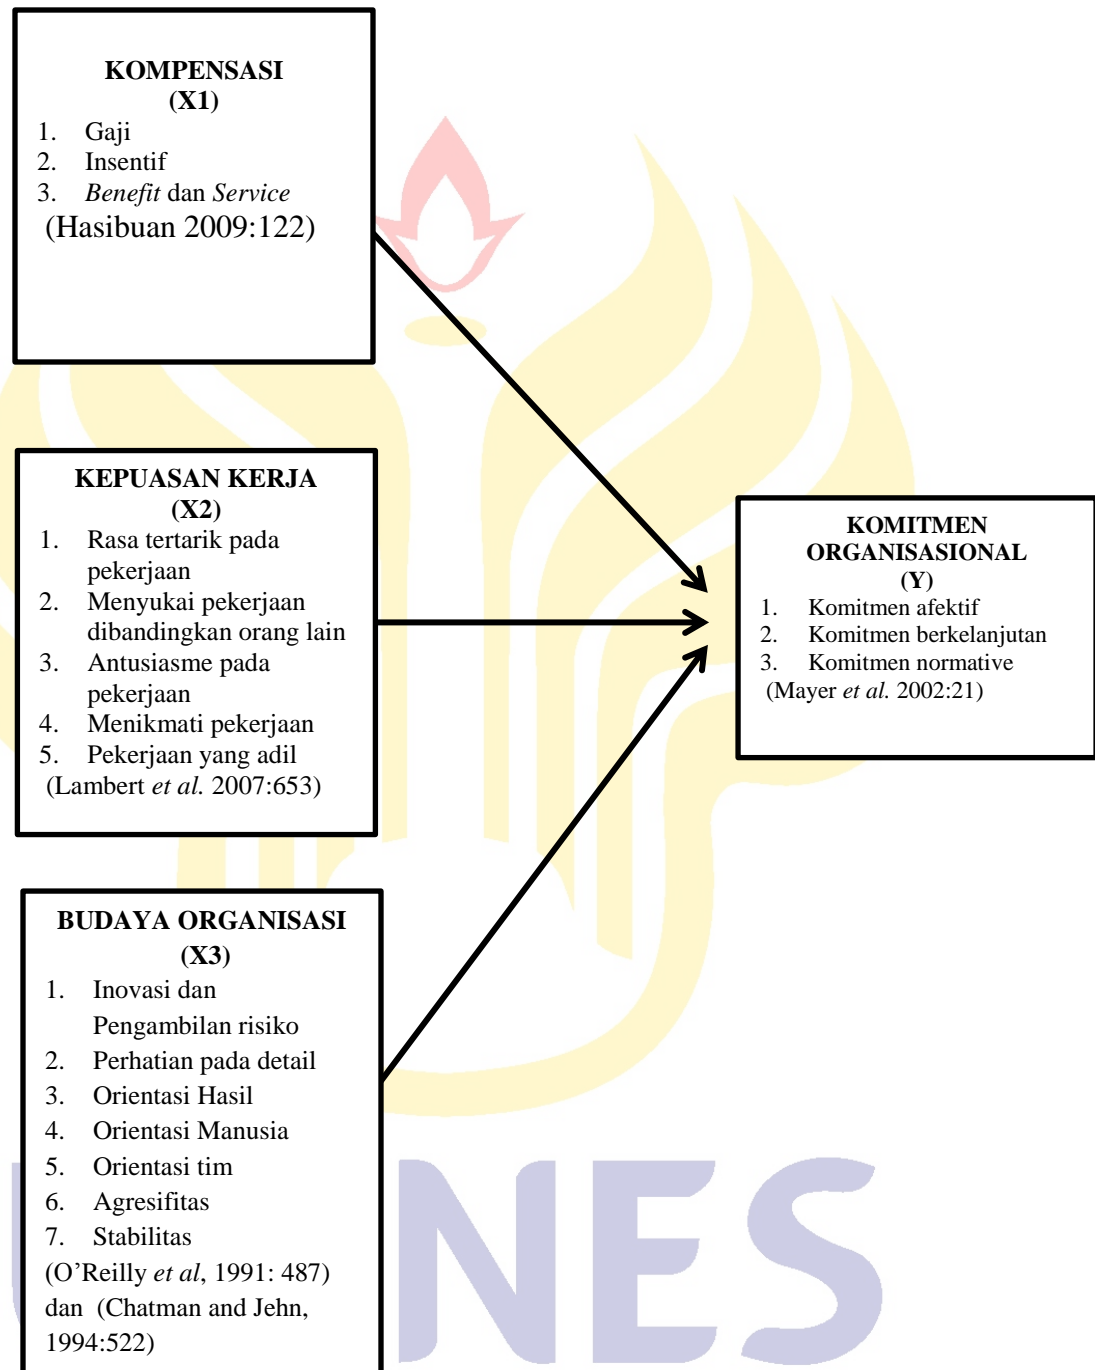 KOMPENSASI
(X1)
1. Gaji
2. Insentif
3. Benefit dan Service
(Hasibuan 2009:122)
KEPUASAN KERJA
(X2)
1. Rasa tertarik pada
pekerjaan
2. Menyukai pekerjaan
dibandingkan orang lain
3. Antusiasme pada
pekerjaan
4. Menikmati pekerjaan
5. Pekerjaan yang adil
(Lambert et al. 2007:653)
KOMITMEN
ORGANISASIONAL
(Y)
1. Komitmen afektif
2. Komitmen berkelanjutan
3. Komitmen normative
(Mayer et al. 2002:21)
BUDAYA ORGANISASI
(X3)
1. Inovasi dan
Pengambilan risiko
2. Perhatian pada detail
3. Orientasi Hasil
4. Orientasi Manusia
5. Orientasi tim
6. Agresifitas
7. Stabilitas
(O’Reilly et al, 1991: 487)
dan (Chatman and Jehn,
1994:522)
NES